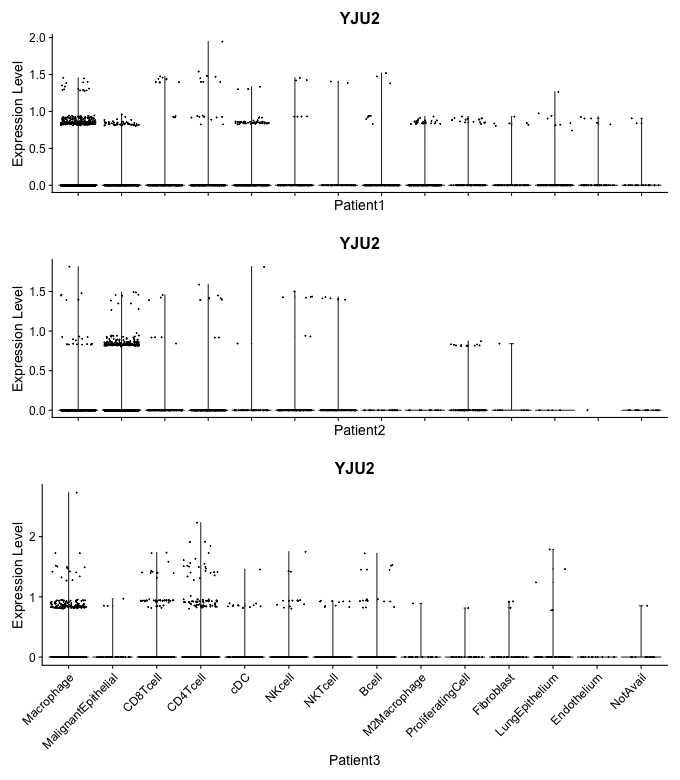 YJU2
2.0
1.5
1.0
0.5
0.0
Expression Level
Patient1
YJU2
1.5
1.0
0.5
0.0
Expression Level
Patient2
YJU2
2
1
0
Expression Level
Macrophage
MalignantEpithelial
CD8Tcell
CD4Tcell
cDC
NKcell
NKTcell
Bcell
M2Macrophage
ProliferatingCell
Fibroblast
LungEpithelium
Endothelium
NotAvail
Patient3